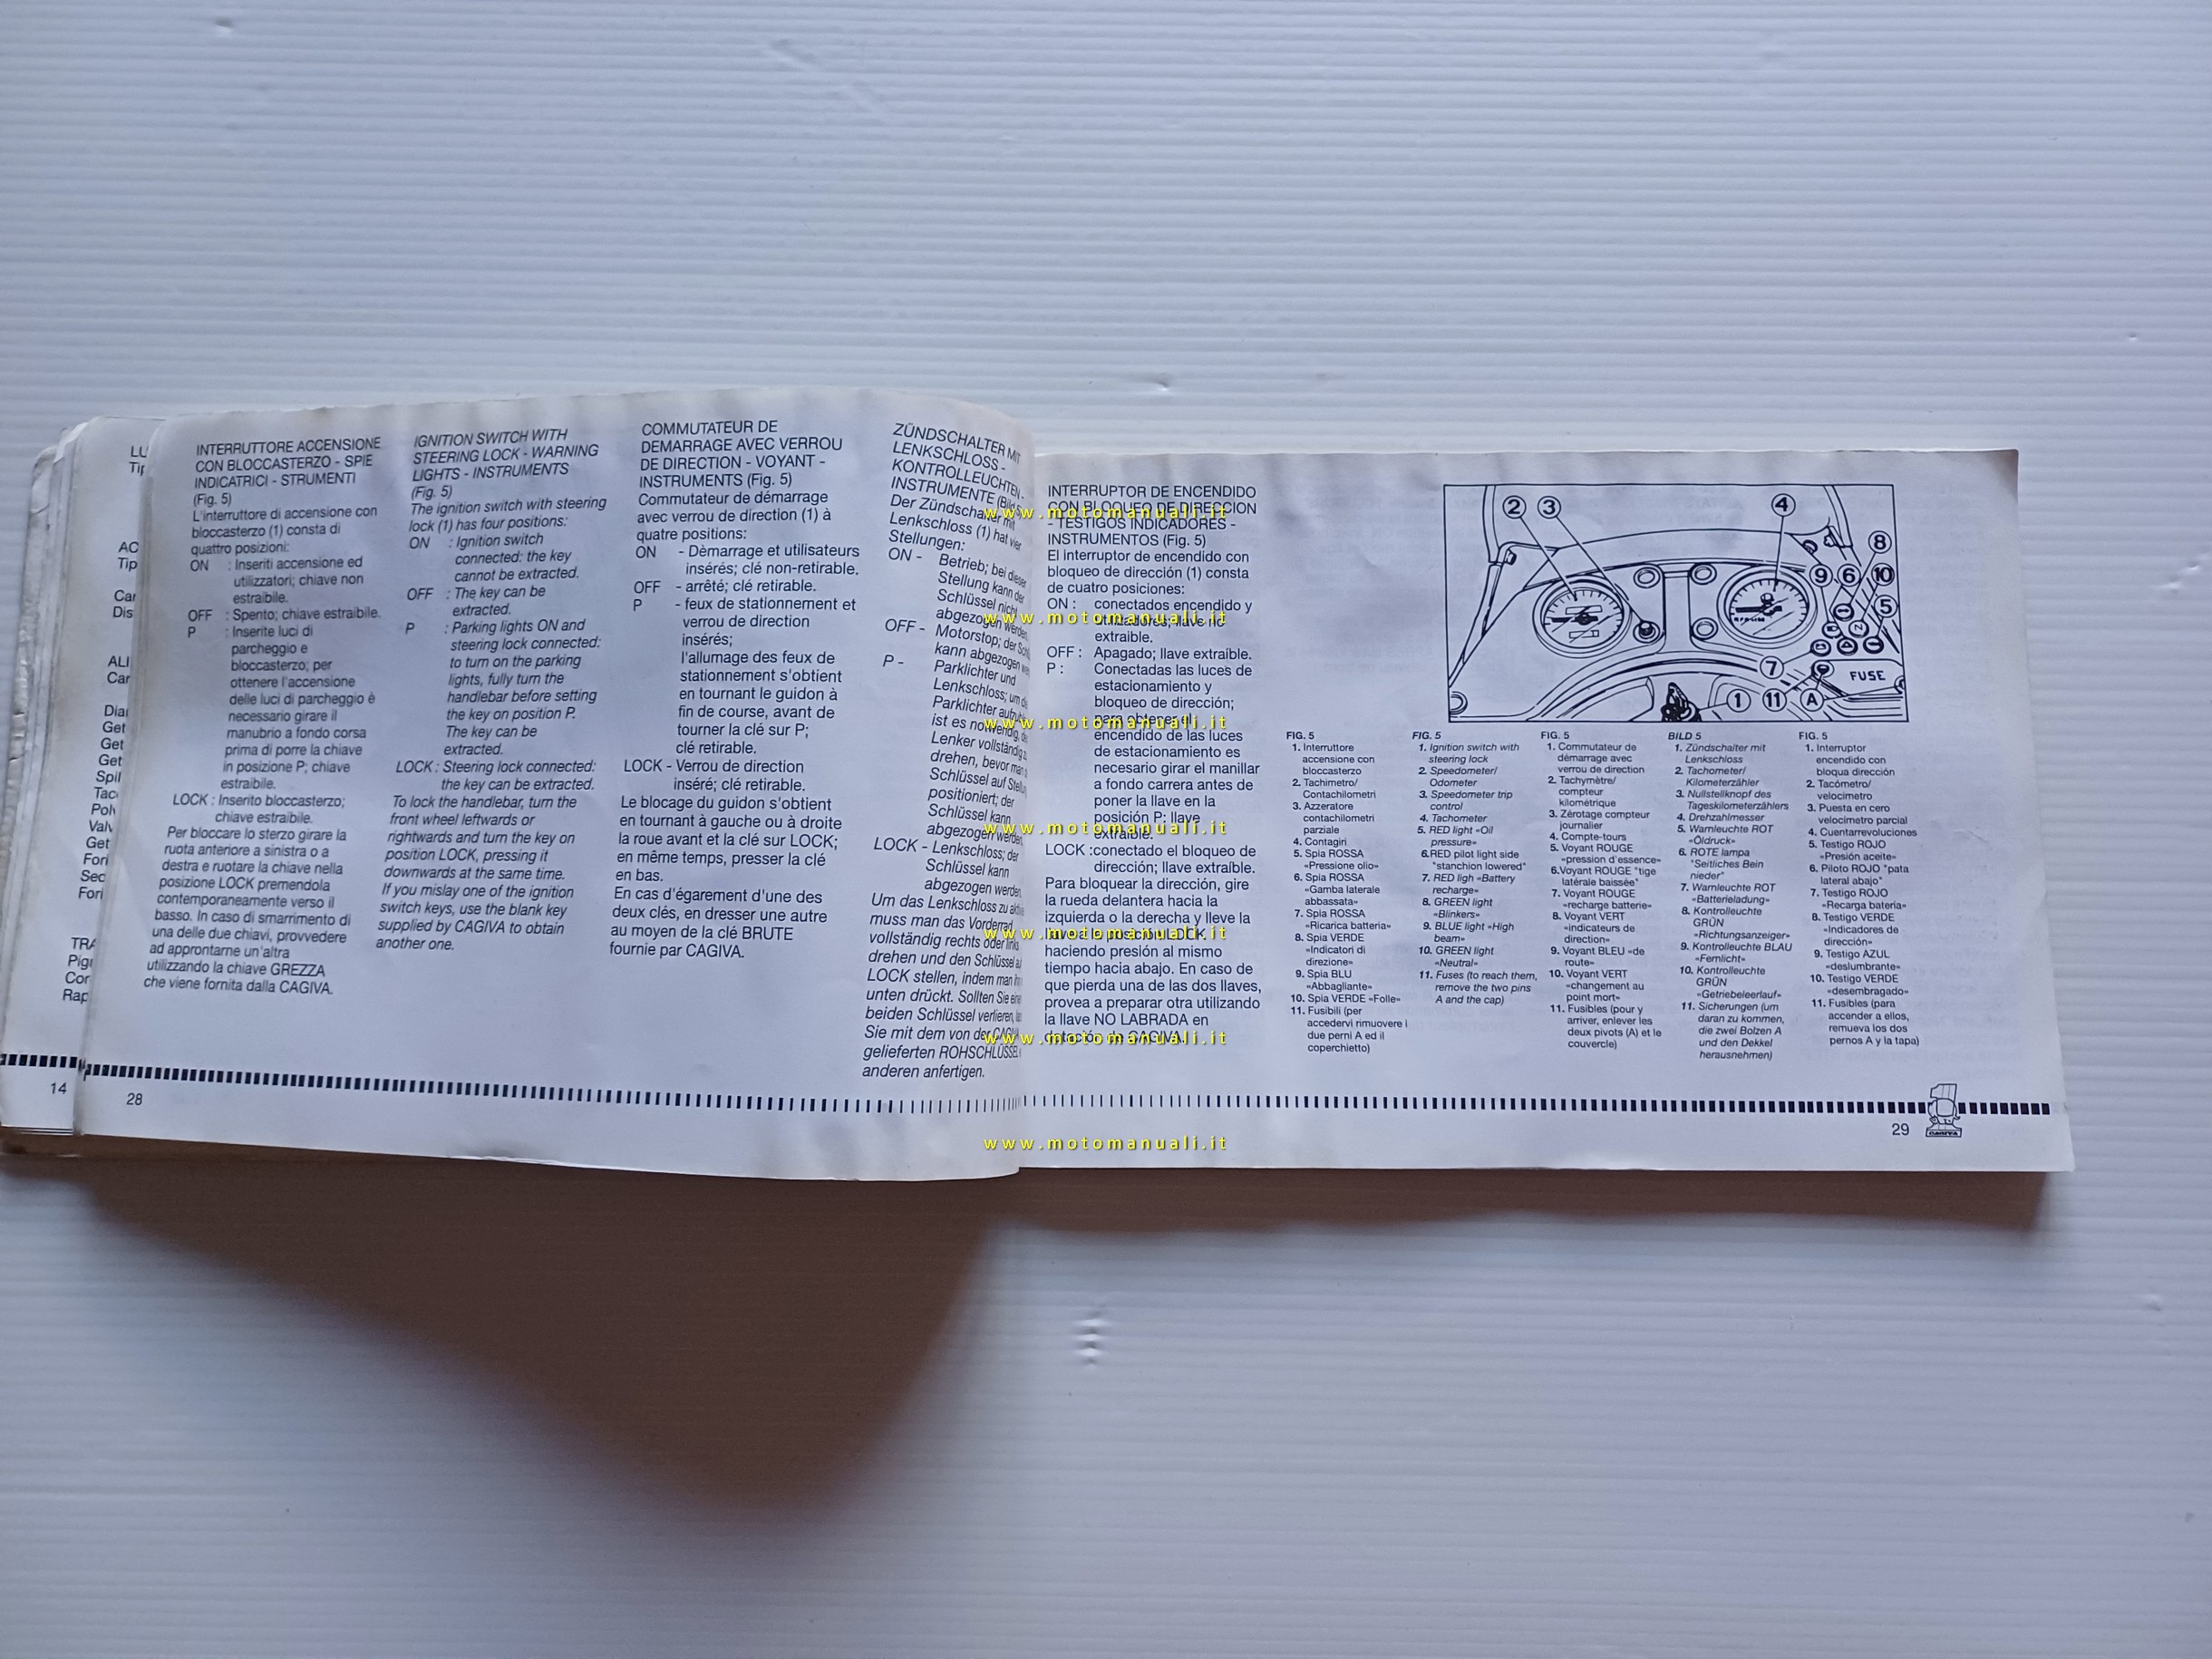 LU
Tip
AC
Tip
Car
Dis
ALI
Car
Diar
Get
Get
Get
Spil
Tac
Pol
Valv
Get
For
Sec
For
TRA
Pig
Cor
Rap
14
INTERRUTTORE ACCENSIONE
CON BLOCCASTERZO - SPIE
INDICATRICI - STRUMENTI
(Fig. 5)
L'interruttore di accensione con
bloccasterzo (1) consta di
quattro posizioni:
ON : Inseriti accensione ed
utilizzatori; chiave non
estraibile.
OFF : Spento; chiave estraibile.
P : Inserite luci di
parcheggio e
bloccasterzo; per
ottenere l'accensione
delle luci di parcheggio è
necessario girare il
manubrio a fondo corsa
prima di porre la chiave
in posizione P; chiave
estraibile.
LOCK : Inserito bloccasterzo;
chiave estraibile.
Per bloccare lo sterzo girare la
ruota anteriore a sinistra o a
destra e ruotare la chiave nella
posizione LOCK premendola
contemporaneamente verso il
basso. In caso di smarrimento di
una delle due chiavi, provvedere
ad approntarne un'altra
utilizzando la chiave GREZZA
che viene fornita dalla CAGIVA.
IGNITION SWITCH WITH
STEERING LOCK - WARNING
LIGHTS - INSTRUMENTS
(Fig. 5)
The ignition switch with steering
lock (1) has four positions:
ON : Ignition switch
connected: the key
cannot be extracted.
OFF : The key can be
extracted.
P : Parking lights ON and
steering lock connected:
to turn on the parking
lights, fully turn the
handlebar before setting
the key on position P.
The key can be
extracted.
LOCK : Steering lock connected:
the key can be extracted.
To lock the handlebar, turn the
front wheel leftwards or
rightwards and turn the key on
position LOCK, pressing it
downwards at the same time.
If you mislay one of the ignition
switch keys, use the blank key
supplied by CAGIVA to obtain
another one.
COMMUTATEUR DE
DEMARRAGE AVEC VERROU
DE DIRECTION - VOYANT -
INSTRUMENTS (Fig. 5)
Commutateur de démarrage
avec verrou de direction (1) à
quatre positions:
ON - Dèmarrage et utilisateurs
insérés; clé non-retirable.
OFF - arrêté; clé retirable.
P - feux de stationnement et
verrou de direction
insérés;
l'allumage des feux de
stationnement s'obtient
en tournant le guidon à
fin de course, avant de
tourner la clé sur P;
clé retirable.
LOCK - Verrou de direction
inséré; clé retirable.
Le blocage du guidon s'obtient
en tournant à gauche ou à droite
la roue avant et la clé sur LOCK;
en même temps, presser la clé
en bas.
En cas d'égarement d'une des
deux clés, en dresser une autre
au moyen de la clé BRUTE
fournie par CAGIVA.
ZÜNDSCHALTER MIT
LENKSCHLOSS -
KONTROLLEUCHTEN -
INSTRUMENTE (Bild 5)
Der Zündschalter mit
Lenkschloss (1) hat vier
Stellungen:
ON - Betrieb; bei dieser
Stellung kann der
Schlüssel nicht
abgezogen werden.
OFF - Motorstop; der
kann abgezogen
P - Parklichter und
Lenkschloss; um
Parklichter
ist es notwendig,
Lenker vollständig
drehen, bevor man
Schlüssel auf
positioniert; der
Schlüssel kann
abgezogen werden.
LOCK - Lenkschloss; der
Schlüssel kann
abgezogen werden.
Um das Lenkschloss zu
muss man das Vorderrad
vollständig rechts oder links
drehen und den Schlüssel
LOCK stellen, indem man
unten drückt. Sollten Sie
beiden Schlüssel verlieren,
Sie mit dem von der CAGIVA
gelieferten ROHSCHLÜSSEL
anderen anfertigen.
28
INTERRUPTOR DE ENCENDIDO
CON BLOQUEO DE DIRECCION
- TESTIGOS INDICADORES -
INSTRUMENTOS (Fig. 5)
El interruptor de encendido con
bloqueo de dirección (1) consta
de cuatro posiciones:
ON : conectados encendido y
llave no
extraible.
OFF : Apagado; llave extraíble.
P : Conectadas las luces de
estacionamiento y
bloqueo de dirección;
para obtener el
encendido de las luces
de estacionamiento es
necesario girar el manillar
a fondo carrera antes de
poner la llave en la
posición P; llave
extraible.
LOCK :conectado el bloqueo de
dirección; llave extraíble.
Para bloquear la dirección, gire
la rueda delantera hacia la
izquierda o la derecha y lleve la
LOCK
haciendo presión al mismo
tiempo hacia abajo. En caso de
que pierda una de las dos llaves,
provea a preparar otra utilizando
la llave NO LABRADA en
dotación de CAGIVA.
www.motomanuali.it
www.motomanuali.it
www.motomanuali.it
www.motomanuali.it
www.motomanuali.it
www.motomanuali.it
www.motomanuali.it
2 3 4
8
9 6 10
5
7
1 11 A
FUSE
FIG. 5
1. Interruttore
accensione con
bloccasterzo
2. Tachimetro/
Contachilometri
3. Azzeratore
contachilometri
parziale
4. Contagiri
5. Spia ROSSA
«Pressione olio»
6. Spia ROSSA
«Gamba laterale
abbassata»
7. Spia ROSSA
«Ricarica batteria»
8. Spia VERDE
«Indicatori di
direzione»
9. Spia BLU
«Abbagliante»
10. Spia VERDE «Folle»
11. Fusibili (per
accedervi rimuovere i
due perni A ed il
coperchietto)
FIG. 5
1. Ignition switch with
steering lock
2. Speedometer/
Odometer
3. Speedometer trip
control
4. Tachometer
5. RED light «Oil
pressure»
6.RED pilot light side
"stanchion lowered"
7. RED ligh «Battery
recharge»
8. GREEN light
«Blinkers»
9. BLUE light «High
beam»
10. GREEN light
«Neutral»
11. Fuses (to reach them,
remove the two pins
A and the cap)
FIG. 5
1. Commutateur de
démarrage avec
verrou de direction
2. Tachymètre/
compteur
kilométrique
3. Zérotage compteur
journalier
4. Compte-tours
5. Voyant ROUGE
«pression d'essence»
6.Voyant ROUGE "tige
latérale baissée"
7. Voyant ROUGE
«recharge batterie»
8. Voyant VERT
«indicateurs de
direction»
9. Voyant BLEU «de
route»
10. Voyant VERT
«changement au
point mort»
11. Fusibles (pour y
arriver, enlever les
deux pivots (A) et le
couvercle)
BILD 5
1. Zündschalter mit
Lenkschloss
2. Tachometer/
Kilometerzähler
3. Nullstellknopf des
Tageskilometerzählers
4. Drehzahlmesser
5. Warnleuchte ROT
«Öldruck»
6. ROTE lampa
"Seitliches Bein
nieder"
7. Warnleuchte ROT
«Batterieladung»
8. Kontrolleuchte
GRÜN
«Richtungsanzeiger»
9. Kontrolleuchte BLAU
«Fernlicht»
10. Kontrolleuchte
GRÜN
«Getriebeleerlauf»
11. Sicherungen (um
daran zu kommen,
die zwei Bolzen A
und den Dekkel
herausnehmen)
FIG. 5
1. Interruptor
encendido con
bloqua dirección
2. Tacómetro/
velocimetro
3. Puesta en cero
velocimetro parcial
4. Cuentarrevoluciones
5. Testigo ROJO
«Presión aceite»
6. Piloto ROJO "pata
lateral abajo"
7. Testigo ROJO
«Recarga bateria»
8. Testigo VERDE
«Indicadores de
dirección»
9. Testigo AZUL
«deslumbrante»
10. Testigo VERDE
«desembragado»
11. Fusibles (para
accender a ellos,
remueva los dos
pernos A y la tapa)
29
CAGIVA